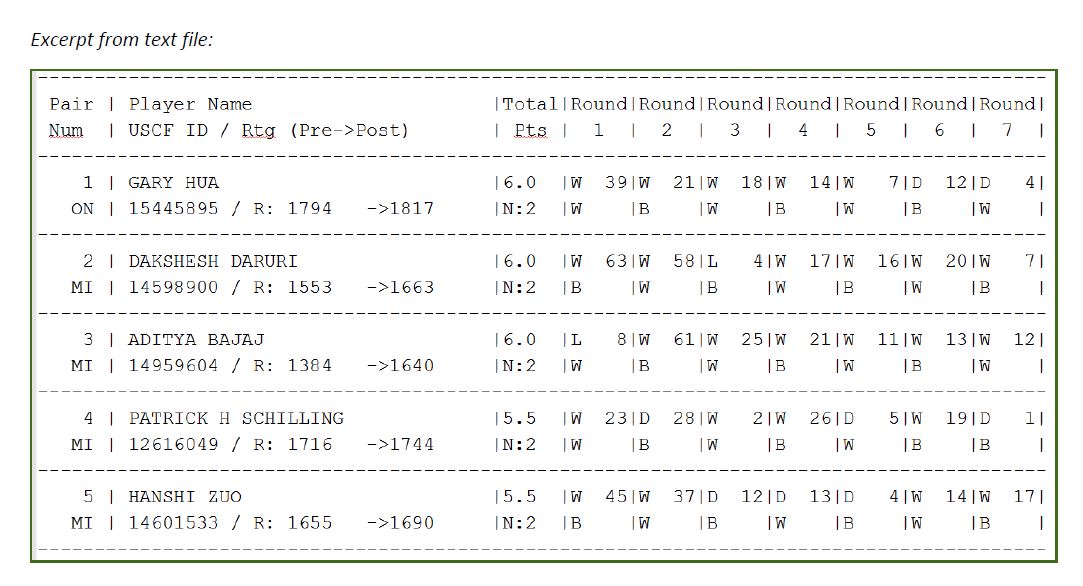 Excerpt from text file:
-----------------------------------------------------------------------------------------
Pair | Player Name                     |Total|Round|Round|Round|Round|Round|Round|Round|
Num  | USCF ID / Rtg (Pre->Post)       | Pts |  1  |  2  |  3  |  4  |  5  |  6  |  7  |
-----------------------------------------------------------------------------------------
   1 | GARY HUA                        |6.0  |W  39|W  21|W  18|W  14|W   7|D  12|D   4|
  ON | 15445895 / R: 1794   ->1817     |N:2  |W    |B    |W    |B    |W    |B    |W    |
-----------------------------------------------------------------------------------------
   2 | DAKSHESH DARURI                 |6.0  |W  63|W  58|L   4|W  17|W  16|W  20|W   7|
  MI | 14598900 / R: 1553   ->1663     |N:2  |B    |W    |B    |W    |B    |W    |B    |
-----------------------------------------------------------------------------------------
   3 | ADITYA BAJAJ                    |6.0  |L   8|W  61|W  25|W  21|W  11|W  13|W  12|
  MI | 14959604 / R: 1384   ->1640     |N:2  |W    |B    |W    |B    |W    |B    |W    |
-----------------------------------------------------------------------------------------
   4 | PATRICK H SCHILLING             |5.5  |W  23|D  28|W   2|W  26|D   5|W  19|D   1|
  MI | 12616049 / R: 1716   ->1744     |N:2  |W    |B    |W    |B    |W    |B    |B    |
-----------------------------------------------------------------------------------------
   5 | HANSHI ZUO                      |5.5  |W  45|W  37|D  12|D  13|D   4|W  14|W  17|
  MI | 14601533 / R: 1655   ->1690     |N:2  |B    |W    |B    |W    |B    |W    |B    |
-----------------------------------------------------------------------------------------